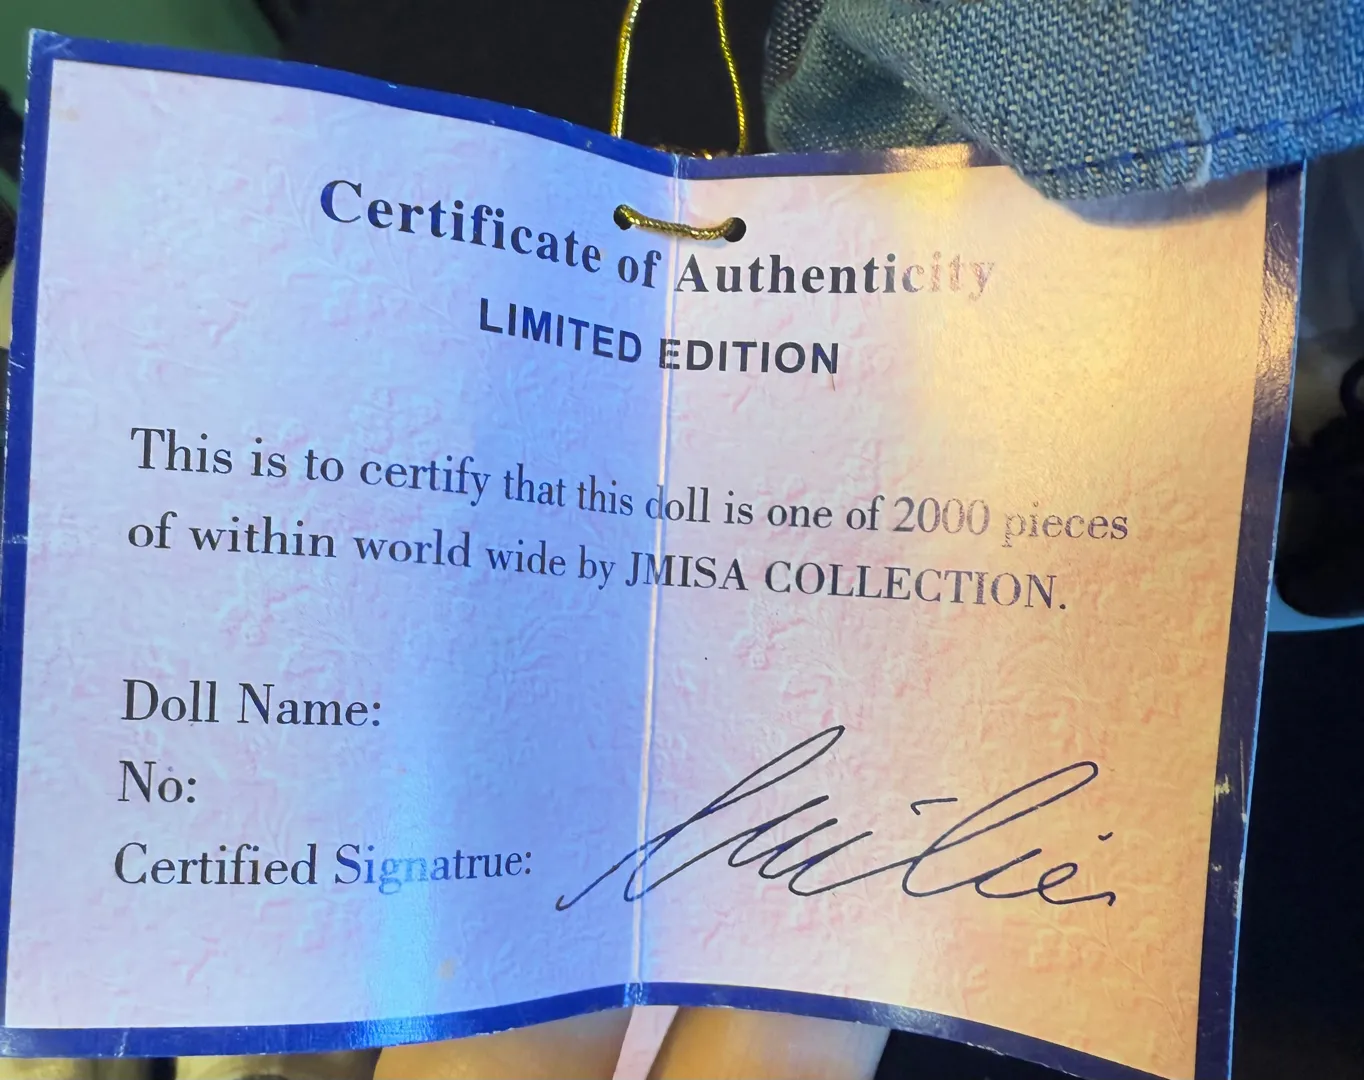 Certificate of Authenticity
LIMITED EDITION
This is to certify that this doll is one of 2000 pieces
of within world wide by JMISA COLLECTION.
Doll Name:
No:
Certified Signatrue: